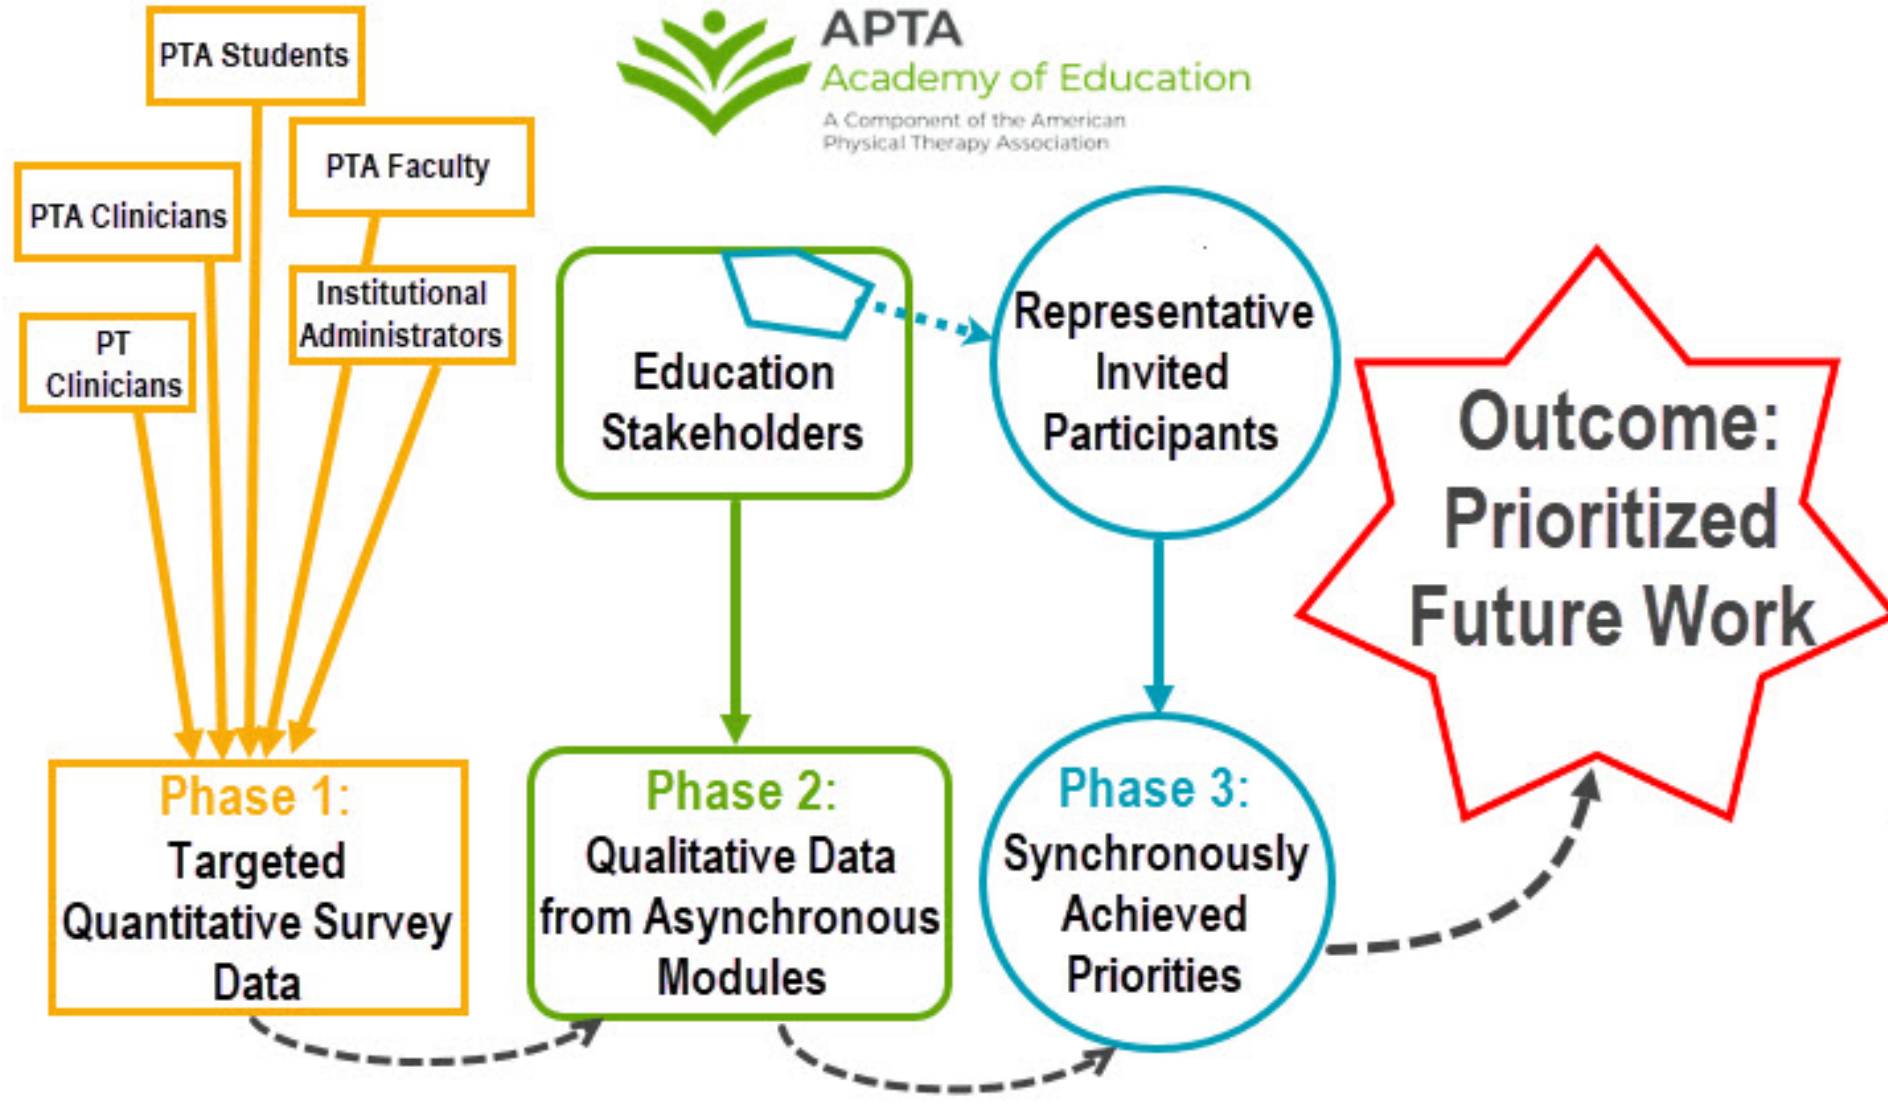 PTA Students
APTA
Academy of Education
A Component of the American
Physical Therapy Association
PTA Faculty
PTA Clinicians
Institutional
Administrators
PT
Clinicians
Education
Stakeholders
Representative
Invited
Participants
Outcome:
Prioritized
Future Work
Phase 1:
Targeted
Quantitative Survey
Data
Phase 2:
Qualitative Data
from Asynchronous
Modules
Phase 3:
Synchronously
Achieved
Priorities